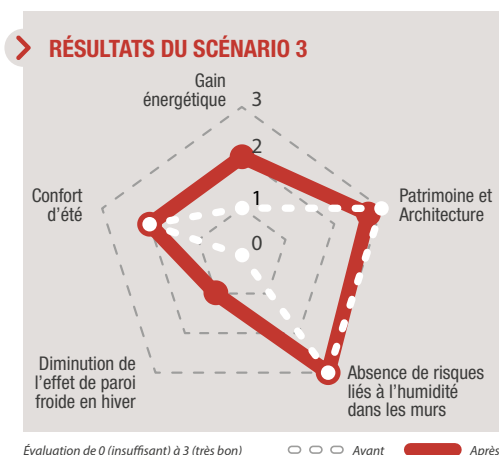 RÉSULTATS DU SCÉNARIO 3
Gain
énergétique
3
2
1
0
Confort
d'été
Patrimoine et
Architecture
Diminution de
l'effet de paroi
froide en hiver
Absence de risques
liés à l'humidité
dans les murs
Évaluation de 0 (insuffisant) à 3 (très bon)
Avant
Après